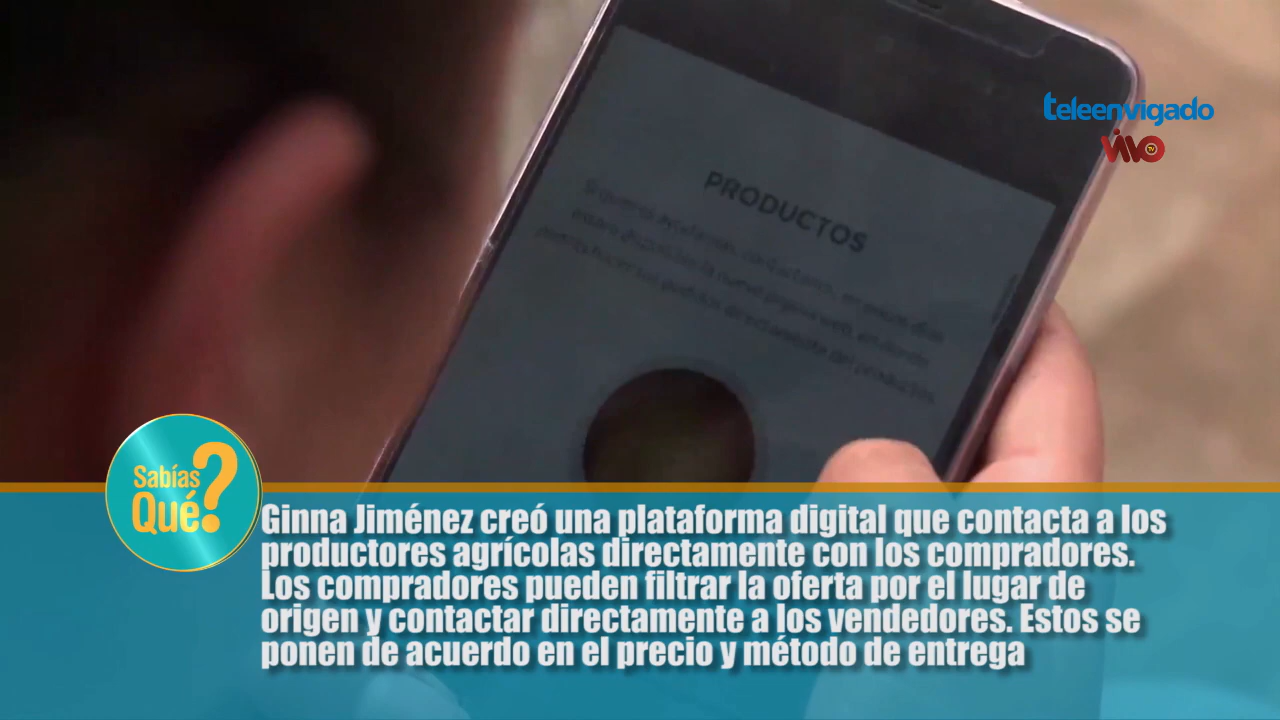 teleenvigado
VIVO
TV
PRODUCTOS
Sabías
Qué?
Ginna Jiménez creó una plataforma digital que contacta a los
productores agrícolas directamente con los compradores.
Los compradores pueden filtrar la oferta por el lugar de
origen y contactar directamente a los vendedores. Estos se
ponen de acuerdo en el precio y método de entrega